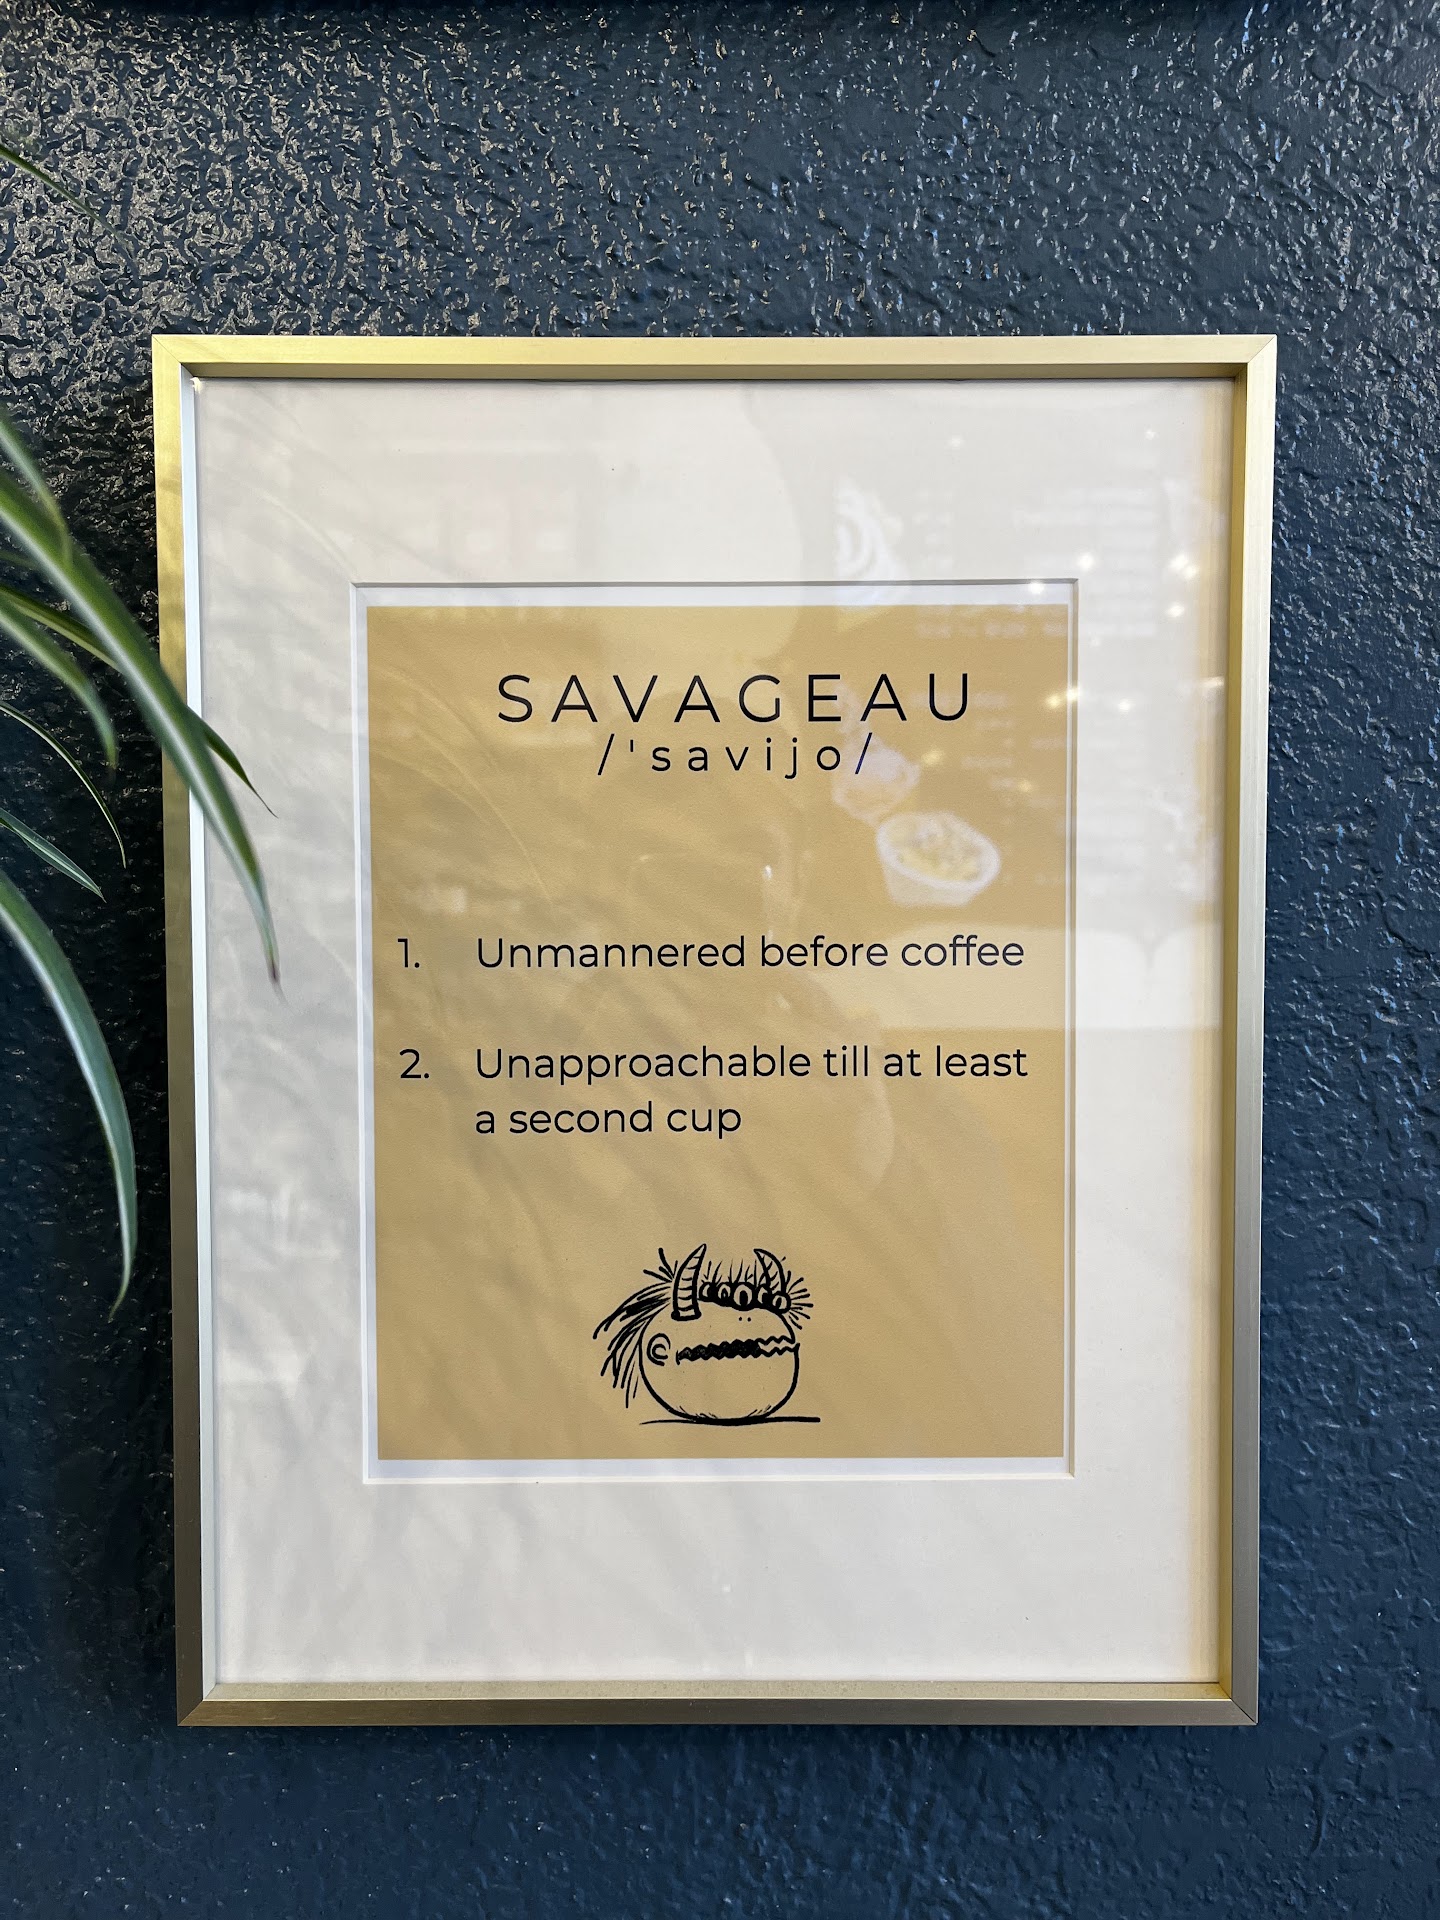 SAVAGEAU
/'savijo/
1. Unmannered before coffee
2. Unapproachable till at least
a second cup